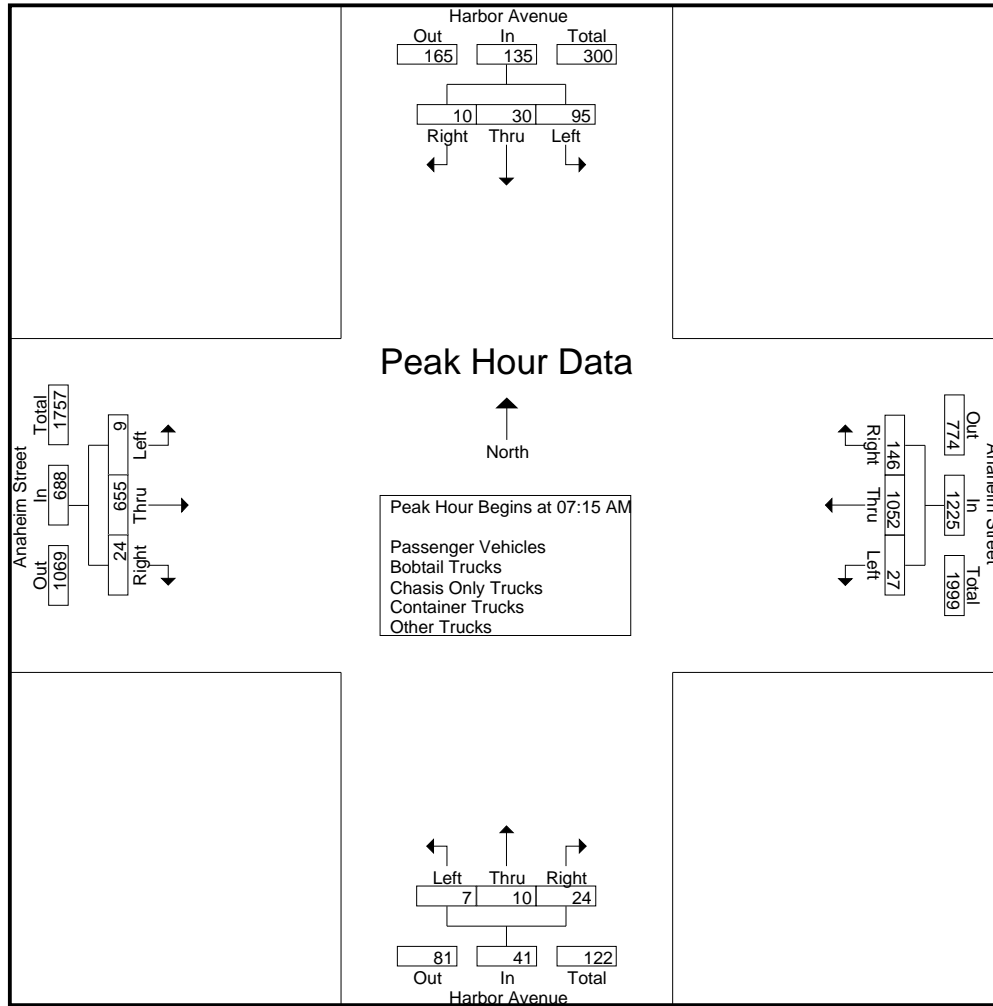 Harbor Avenue
Out In Total
165 135 300
10 30 95
Right Thru Left
Peak Hour Data
North
Peak Hour Begins at 07:15 AM
Passenger Vehicles
Bobtail Trucks
Chasis Only Trucks
Container Trucks
Other Trucks
Anaheim Street
Out In Total
1069 688 1757
Left Thru Right
9 655 24
Anaheim Street
Out In Total
774 1225 1999
146 1052 27
Right Thru Left
Left Thru Right
7 10 24
81 41 122
Out In Total
Harbor Avenue